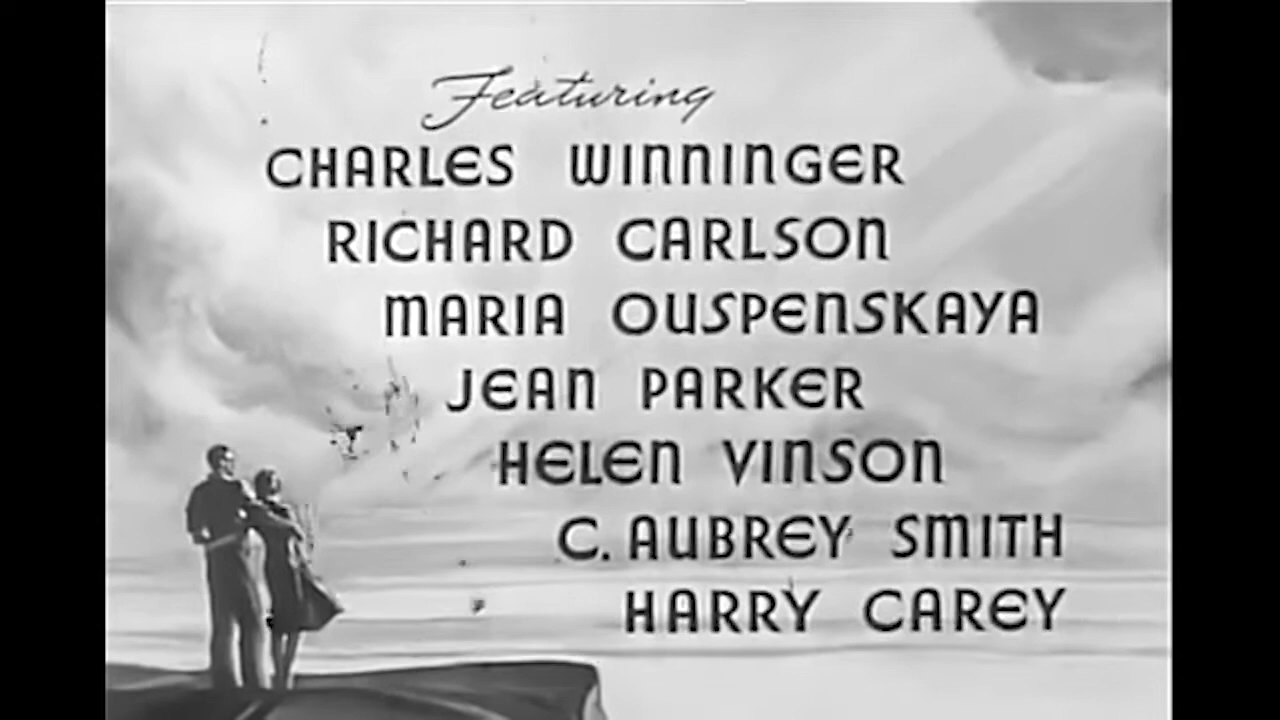 Featuring
CHARLES WINNINGER
RICHARD CARLSON
MARIA OUSPENSKAYA
JEAN PARKER
HELEN VINSON
C. AUBREY SMITH
HARRY CAREY